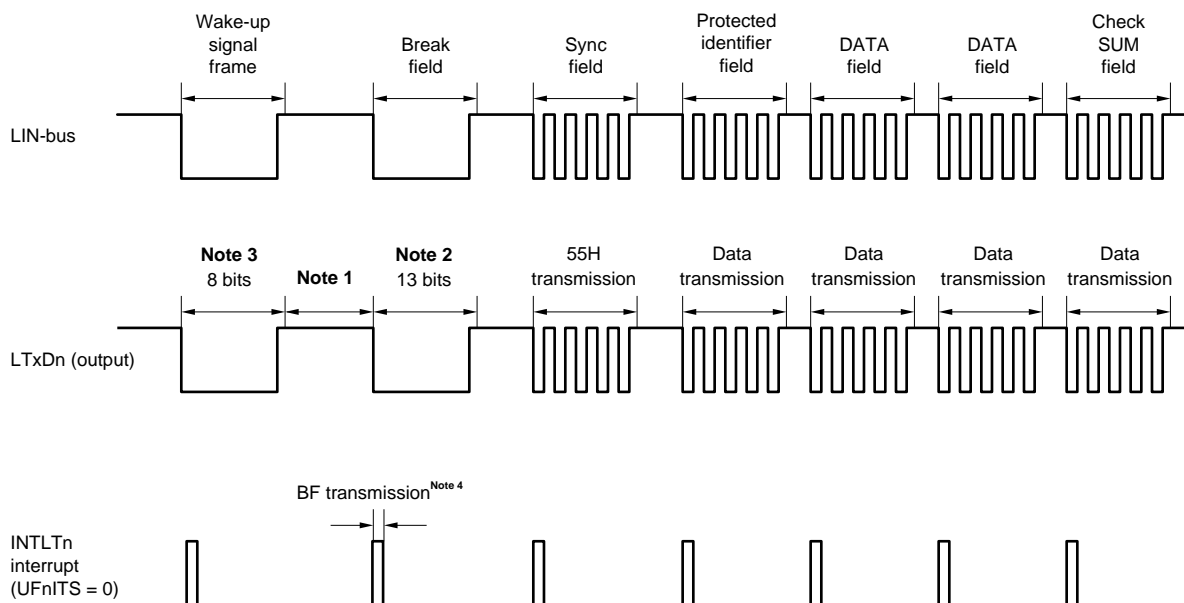 Wake-up
signal
frame
Break
field
Sync
field
Protected
identifier
field
DATA
field
DATA
field
Check
SUM
field
LIN-bus
Note 3
8 bits
Note 1
Note 2
13 bits
55H
transmission
Data
transmission
Data
transmission
Data
transmission
Data
transmission
LTxDn (output)
BF transmission Note 4
INTLTn
interrupt
(UFnITS = 0)